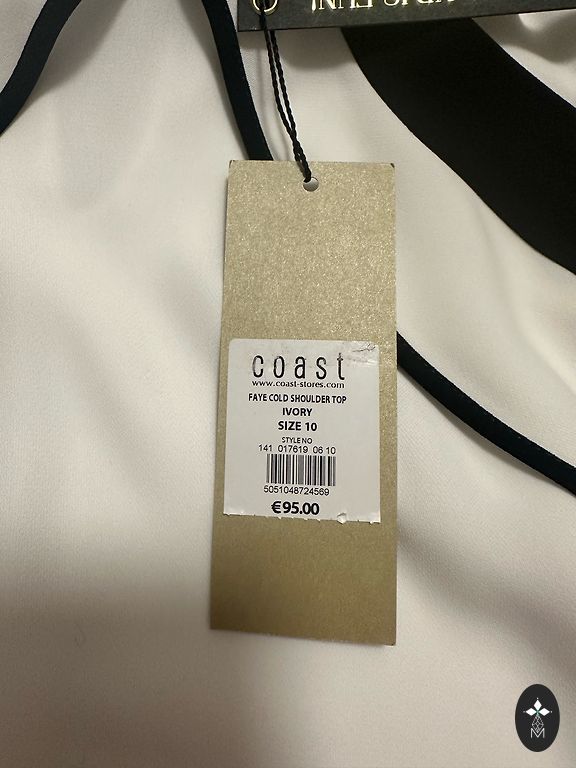 coast
www.coast-stores.com
FAYE COLD SHOULDER TOP
IVORY
SIZE 10
STYLE NO
141 017619 06 10
5051048724569
€95.00
M